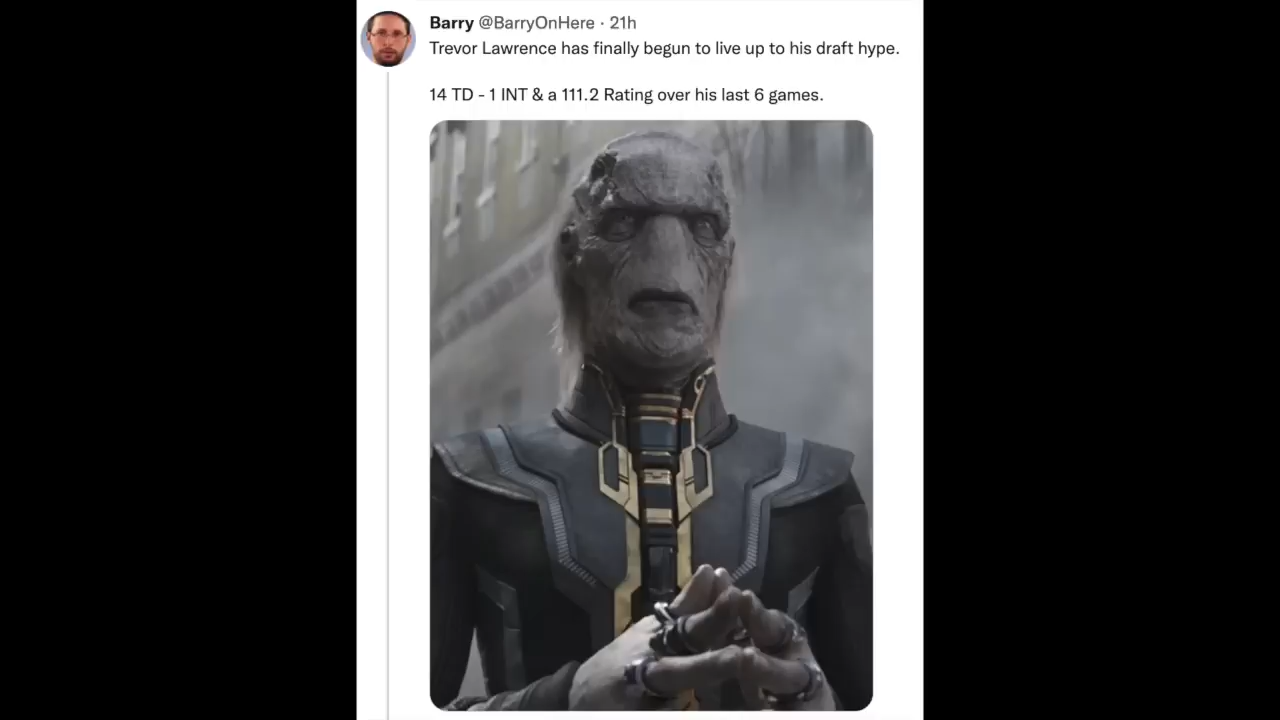 Barry @BarryOnHere · 21h
Trevor Lawrence has finally begun to live up to his draft hype.
14 TD - 1 INT & a 111.2 Rating over his last 6 games.